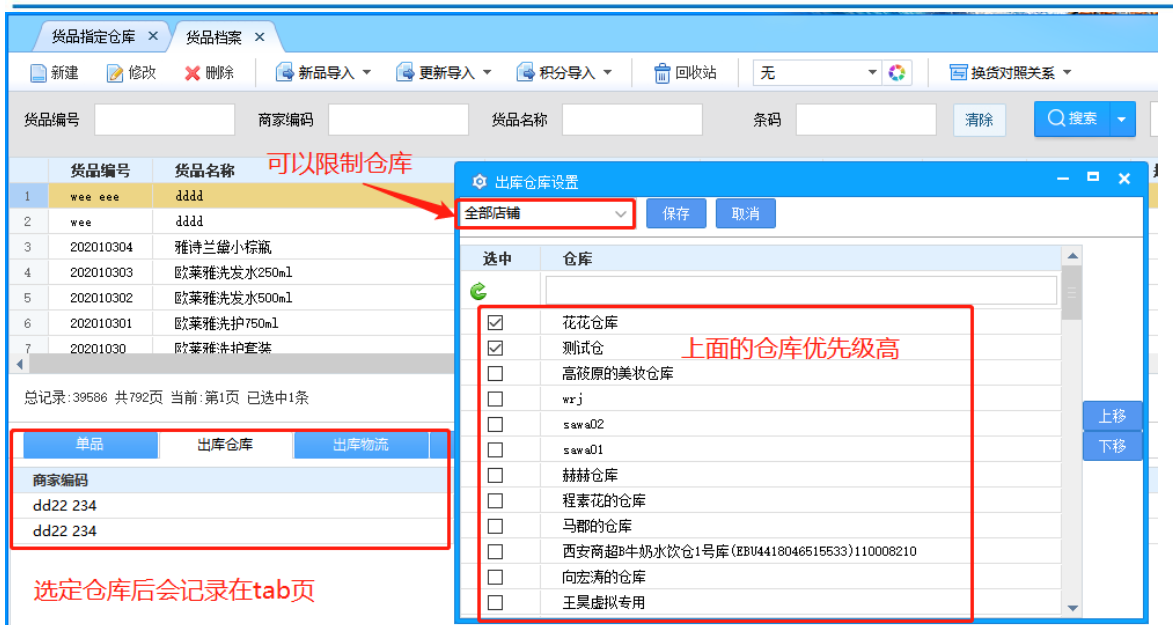 货品指定仓库 × 货品档案 ×
新建 修改 删除 新品导入 更新导入 积分导入 回收站 无 换货对照关系
货品编号 商家编码 货品名称 条码 清除 搜索
货品编号 货品名称
可以限制仓库
1 wee eee dddd
2 wee dddd
3 202010304 雅诗兰黛小棕瓶
4 202010303 欧莱雅洗发水250ml
5 202010302 欧莱雅洗发水500ml
6 202010301 欧莱雅洗护750ml
7 20201030 欧莱雅洗护套装
总记录:39586 共792页 当前:第1页 已选中1条
单品 出库仓库 出库物流
商家编码
dd22 234
dd22 234
选定仓库后会记录在tab页
出库仓库设置
全部店铺 保存 取消
选中 仓库
花花仓库
测试仓
上面的仓库优先级高
高筱原的美妆仓库
wrj
sawa02
sawa01
赫赫仓库
程素花的仓库
马郡的仓库
西安商超B牛奶水饮仓1号库(EBU4418046515533)110008210
向宏涛的仓库
王昊虚拟专用
上移
下移